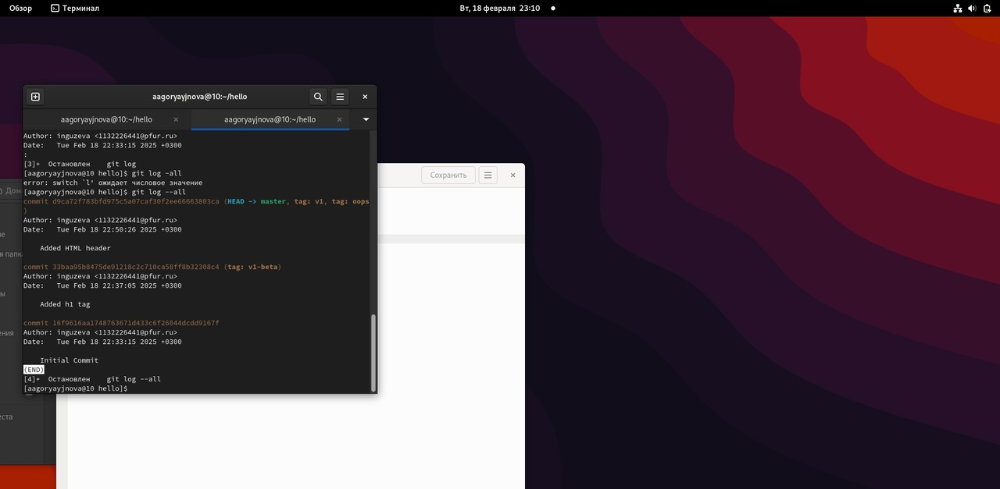 Обзор
Терминал
Вт, 18 февраля 23:10
aagoryayjnova@10:~/hello
aagoryayjnova@10:~/hello
aagoryayjnova@10:~/hello
Author: inguzeva <1132226441@pfur.ru>
Date:   Tue Feb 18 22:33:15 2025 +0300
:
[3]+  Остановлен    git log
[aagoryayjnova@10 hello]$ git log -all
error: switch `l' ожидает числовое значение
[aagoryayjnova@10 hello]$ git log --all
commit d9ca72f783bfd975c5a07caf30f2ee66663803ca (HEAD -> master, tag: v1, tag: oops
)
Author: inguzeva <1132226441@pfur.ru>
Date:   Tue Feb 18 22:50:26 2025 +0300
    Added HTML header
commit 33baa95b8475de91218c2c710ca58ff8b32308c4 (tag: v1-beta)
Author: inguzeva <1132226441@pfur.ru>
Date:   Tue Feb 18 22:37:05 2025 +0300
    Added h1 tag
commit 16f9616aa1748763671d433c6f26044dcdd9167f
Author: inguzeva <1132226441@pfur.ru>
Date:   Tue Feb 18 22:33:15 2025 +0300
    Initial Commit
(END)
[4]+  Остановлен    git log --all
[aagoryayjnova@10 hello]$
Сохранить